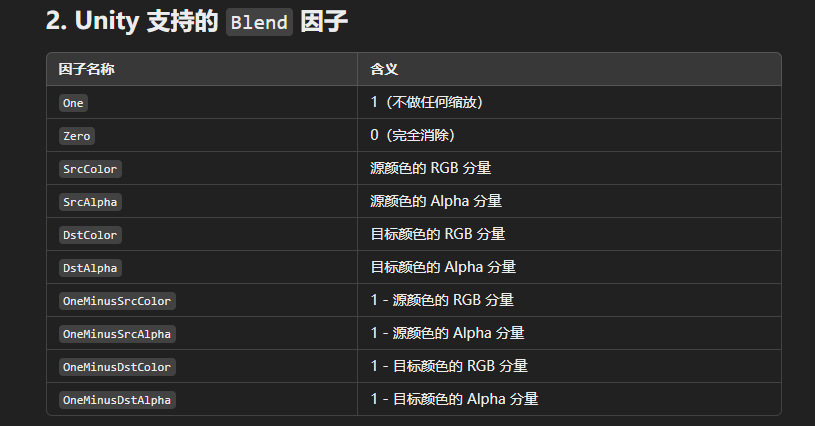 2. Unity 支持的 Blend 因子
因子名称 含义
One 1（不做任何缩放）
Zero 0（完全消除）
SrcColor 源颜色的 RGB 分量
SrcAlpha 源颜色的 Alpha 分量
DstColor 目标颜色的 RGB 分量
DstAlpha 目标颜色的 Alpha 分量
OneMinusSrcColor 1 - 源颜色的 RGB 分量
OneMinusSrcAlpha 1 - 源颜色的 Alpha 分量
OneMinusDstColor 1 - 目标颜色的 RGB 分量
OneMinusDstAlpha 1 - 目标颜色的 Alpha 分量